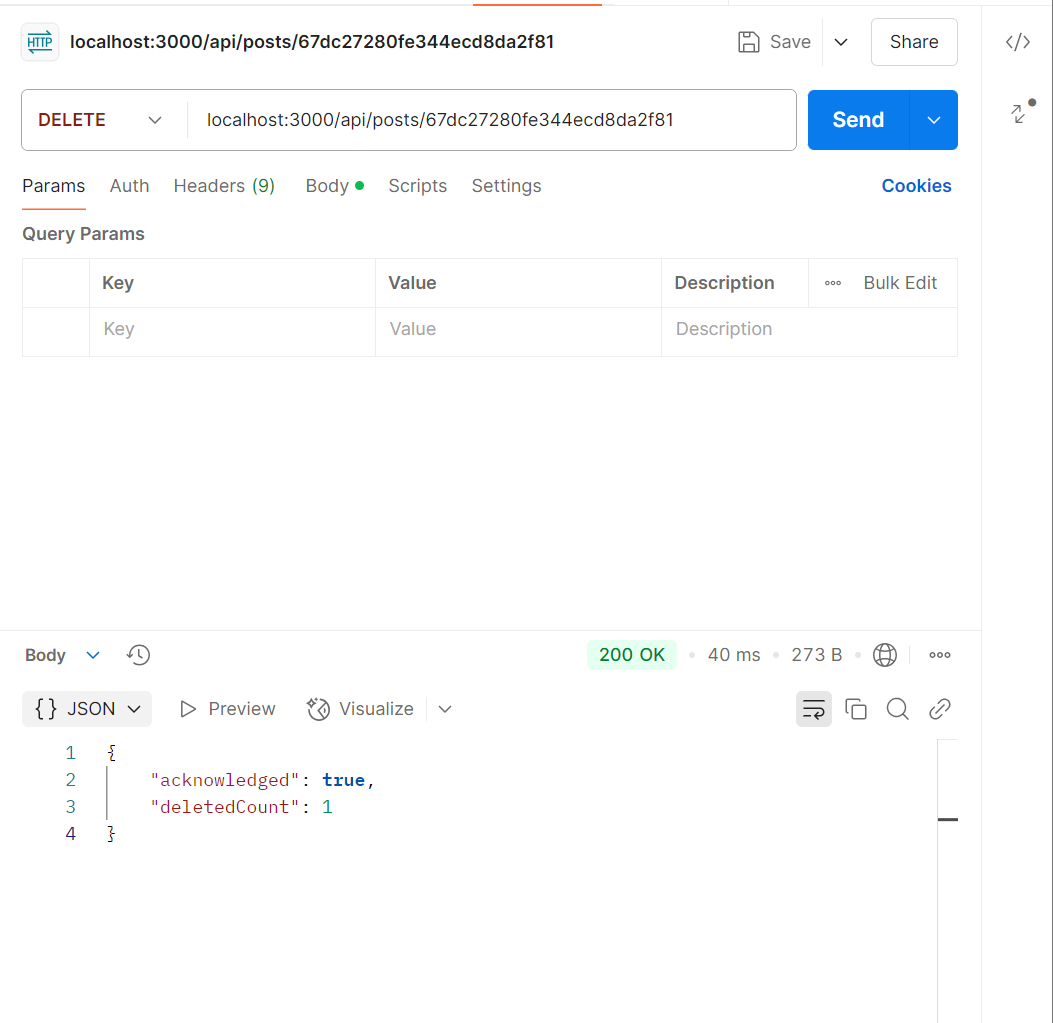 HTTP localhost:3000/api/posts/67dc27280fe344ecd8da2f81 Save Share
DELETE localhost:3000/api/posts/67dc27280fe344ecd8da2f81 Send
Params Auth Headers (9) Body Scripts Settings Cookies
Query Params
Key Value Description Bulk Edit
Key Value Description
Body 200 OK 40 ms 273 B
{} JSON Preview Visualize
1 {
2 "acknowledged": true,
3 "deletedCount": 1
4 }